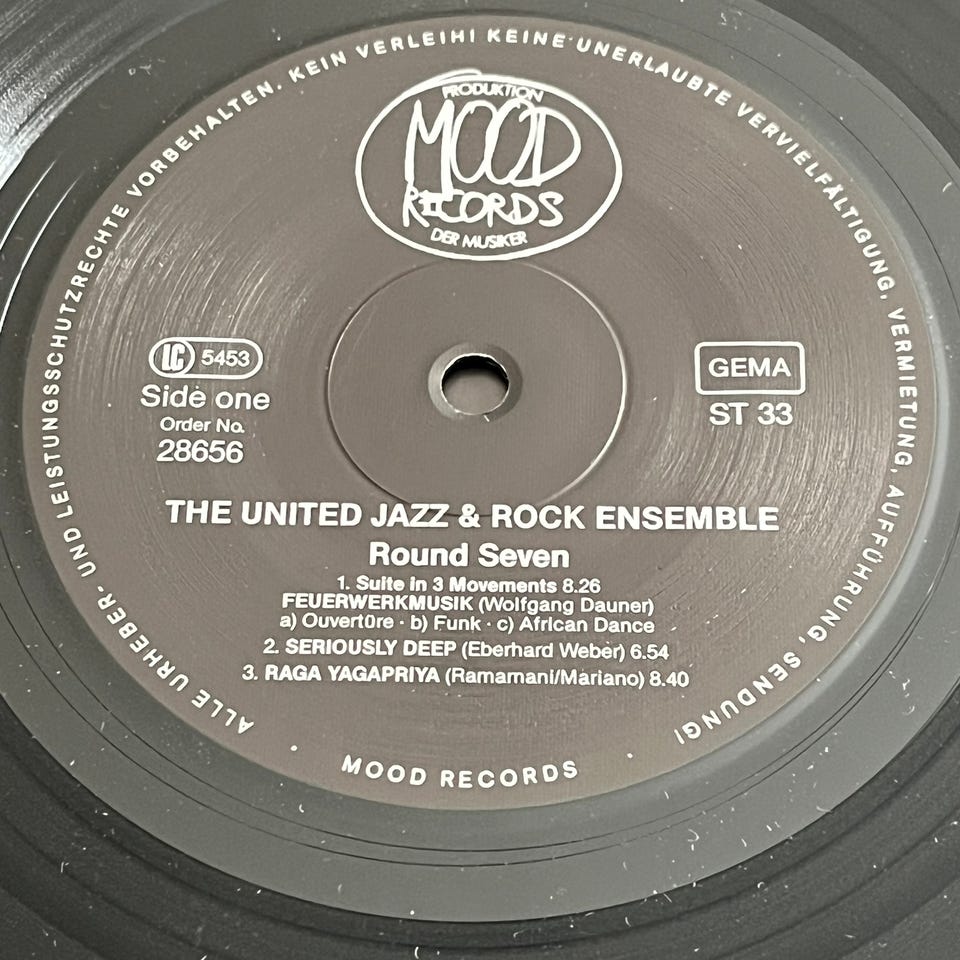 ALLE URHEBER- UND LEISTUNGSSCHUTZRECHTE VORBEHALTEN. KEIN VERLEIH! KEINE UNERLAUBTE VERVIELFÄLTIGUNG, VERMIETUNG, AUFFÜHRUNG, SENDUNG!
PRODUKTION
MOOD
RECORDS
DER MUSIKER
LC 5453
Side one
Order No.
28656
GEMA
ST 33
THE UNITED JAZZ & ROCK ENSEMBLE
Round Seven
1. Suite in 3 Movements 8.26
FEUERWERKMUSIK (Wolfgang Dauner)
a) Ouvertüre · b) Funk · c) African Dance
2. SERIOUSLY DEEP (Eberhard Weber) 6.54
3. RAGA YAGAPRIYA (Ramamani/Mariano) 8.40
· MOOD RECORDS ·